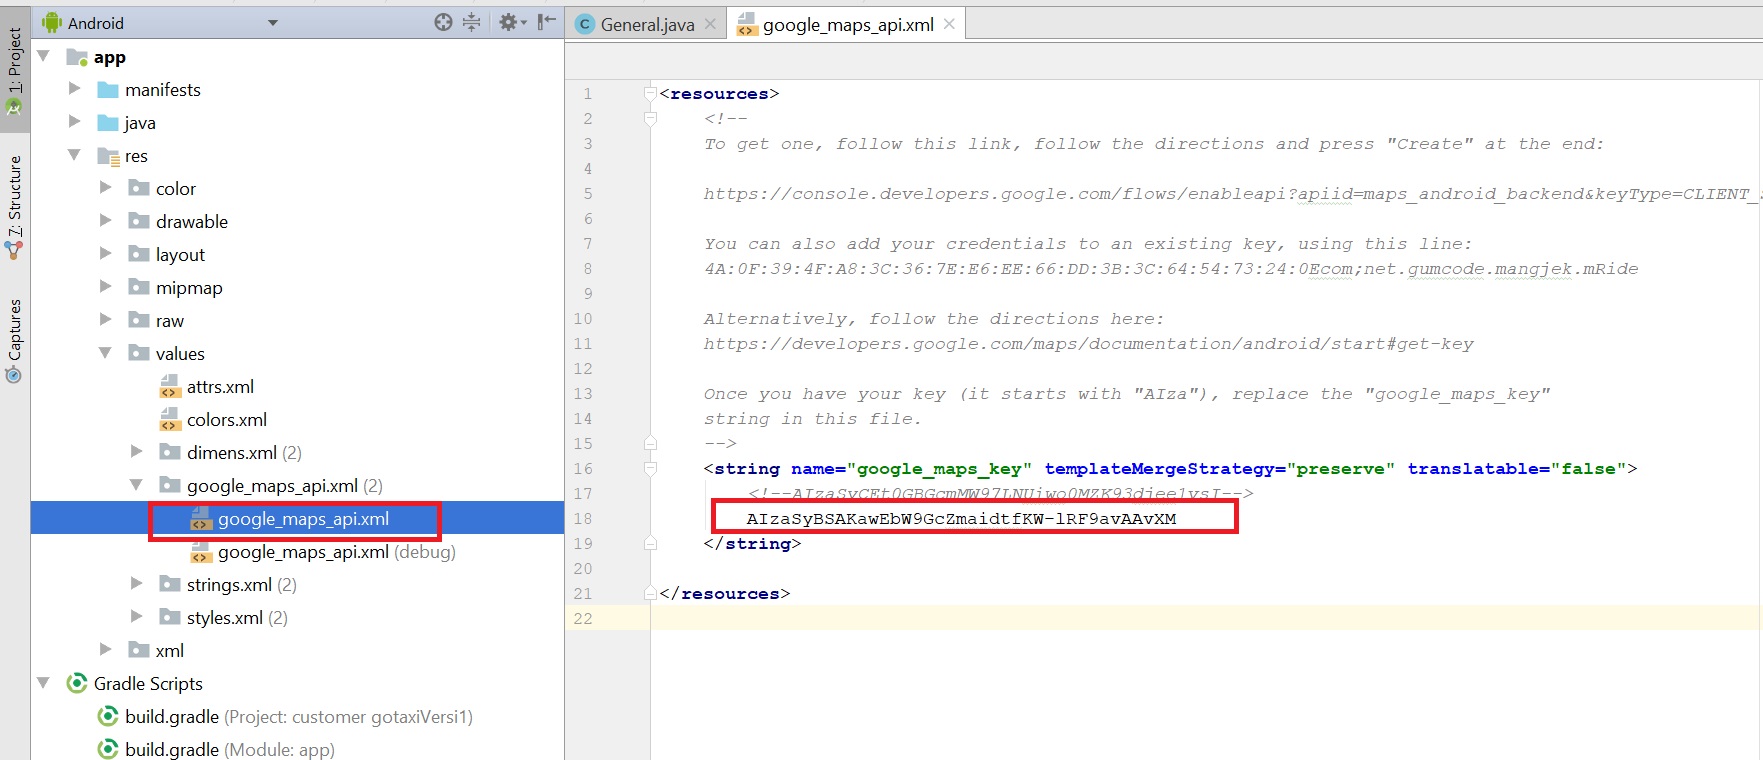 1: Project
7: Structure
Captures
Android
app
manifests
java
res
color
drawable
layout
mipmap
raw
values
attrs.xml
colors.xml
dimens.xml (2)
google_maps_api.xml (2)
google_maps_api.xml
google_maps_api.xml (debug)
strings.xml (2)
styles.xml (2)
xml
Gradle Scripts
build.gradle (Project: customer gotaxiVersi1)
build.gradle (Module: app)
General.java
google_maps_api.xml
1 <resources>
2 <!--
3 To get one, follow this link, follow the directions and press "Create" at the end:
4
5 https://console.developers.google.com/flows/enableapi?apiid=maps_android_backend&keyType=CLIENT_
6
7 You can also add your credentials to an existing key, using this line:
8 4A:0F:39:4F:A8:3C:36:7E:E6:EE:66:DD:3B:3C:64:54:73:24:0Ecom;net.gumcode.mangjek.mRide
9
10 Alternatively, follow the directions here:
11 https://developers.google.com/maps/documentation/android/start#get-key
12
13 Once you have your key (it starts with "AIza"), replace the "google_maps_key"
14 string in this file.
15 -->
16 <string name="google_maps_key" templateMergeStrategy="preserve" translatable="false">
17
18 AIzaSyBSAKawEbW9GcZmaidtfKW-lRF9avAAvXM
19 </string>
20
21 </resources>
22